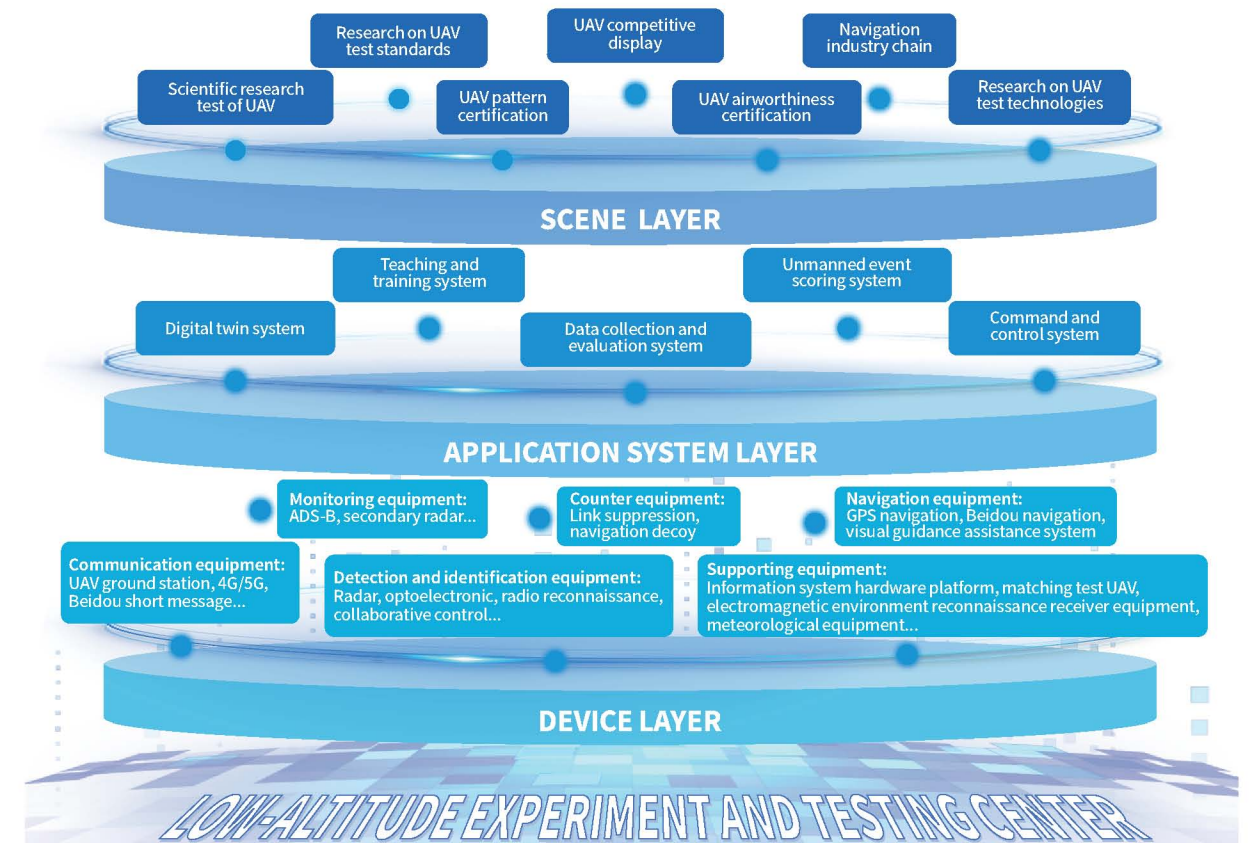 Research on UAV
test standards
UAV competitive
display
Navigation
industry chain
Scientific research
test of UAV
UAV pattern
certification
UAV airworthiness
certification
Research on UAV
test technologies
SCENE LAYER
Teaching and
training system
Unmanned event
scoring system
Digital twin system
Data collection and
evaluation system
Command and
control system
APPLICATION SYSTEM LAYER
Monitoring equipment:
ADS-B, secondary radar...
Counter equipment:
Link suppression,
navigation decoy
Navigation equipment:
GPS navigation, Beidou navigation,
visual guidance assistance system
Communication equipment:
UAV ground station, 4G/5G,
Beidou short message...
Detection and identification equipment:
Radar, optoelectronic, radio reconnaissance,
collaborative control...
Supporting equipment:
Information system hardware platform, matching test UAV,
electromagnetic environment reconnaissance receiver equipment,
meteorological equipment...
DEVICE LAYER
LOW-ALTITUDE EXPERIMENT AND TESTING CENTER